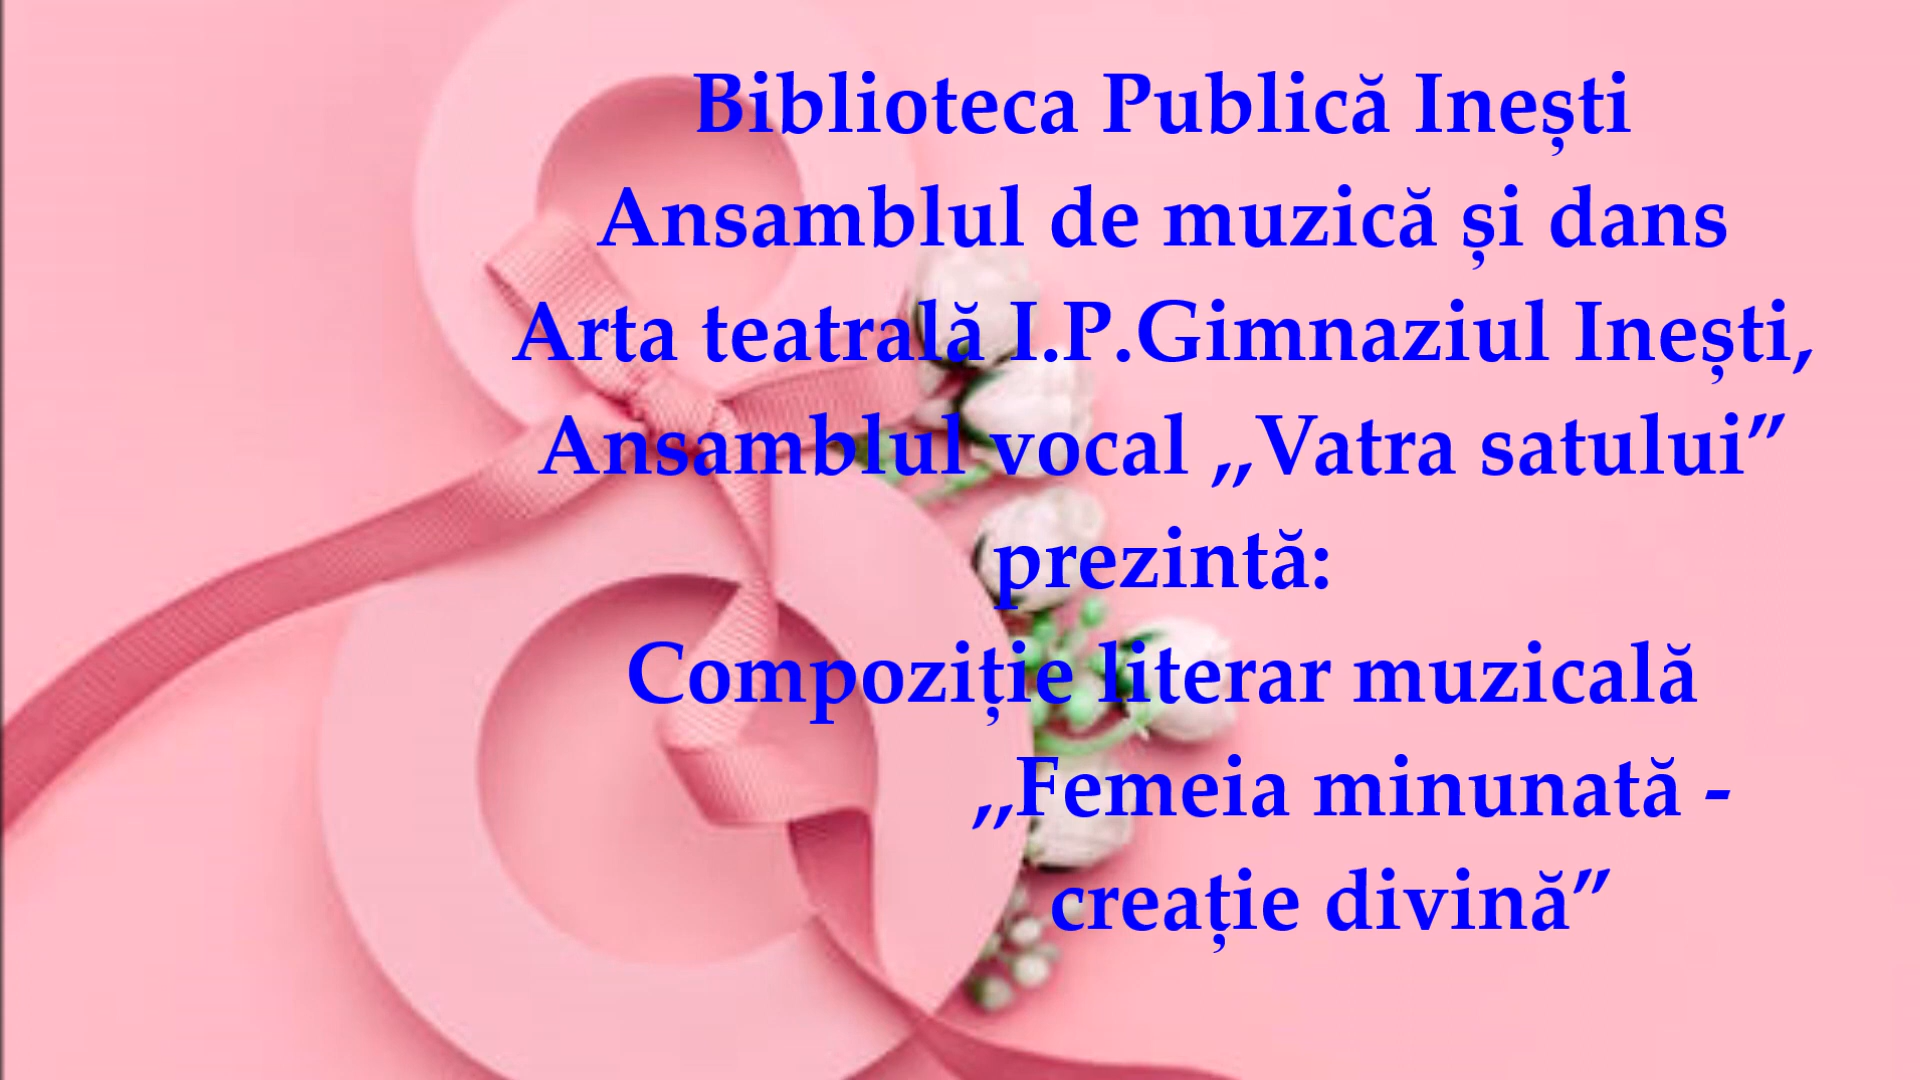 Biblioteca Publică Inești
Ansamblul de muzică și dans
Arta teatrală I.P.Gimnaziul Inești,
Ansamblul vocal ,,Vatra satului”
prezintă:
Compoziție literar muzicală
,,Femeia minunată -
creație divină”